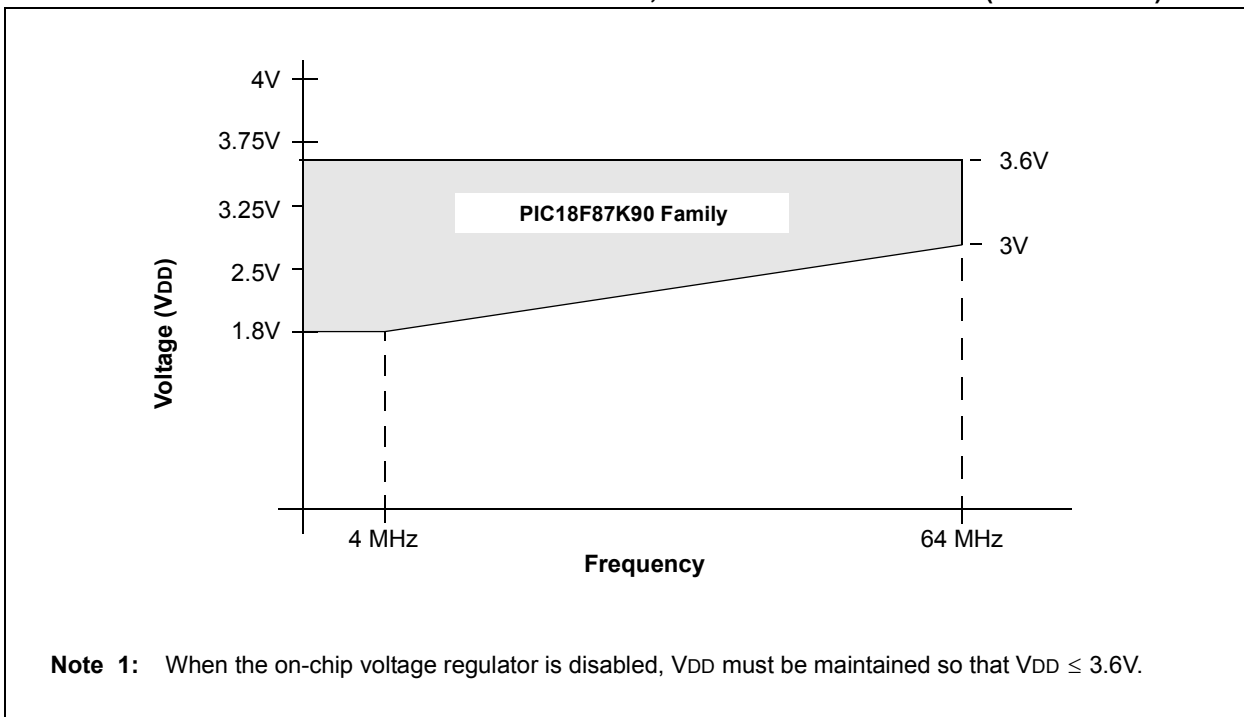 4V
3.75V
3.6V
3.25V
PIC18F87K90 Family
3V
2.5V
1.8V
Voltage (VDD)
4 MHz
64 MHz
Frequency
Note 1: When the on-chip voltage regulator is disabled, VDD must be maintained so that VDD ≤ 3.6V.